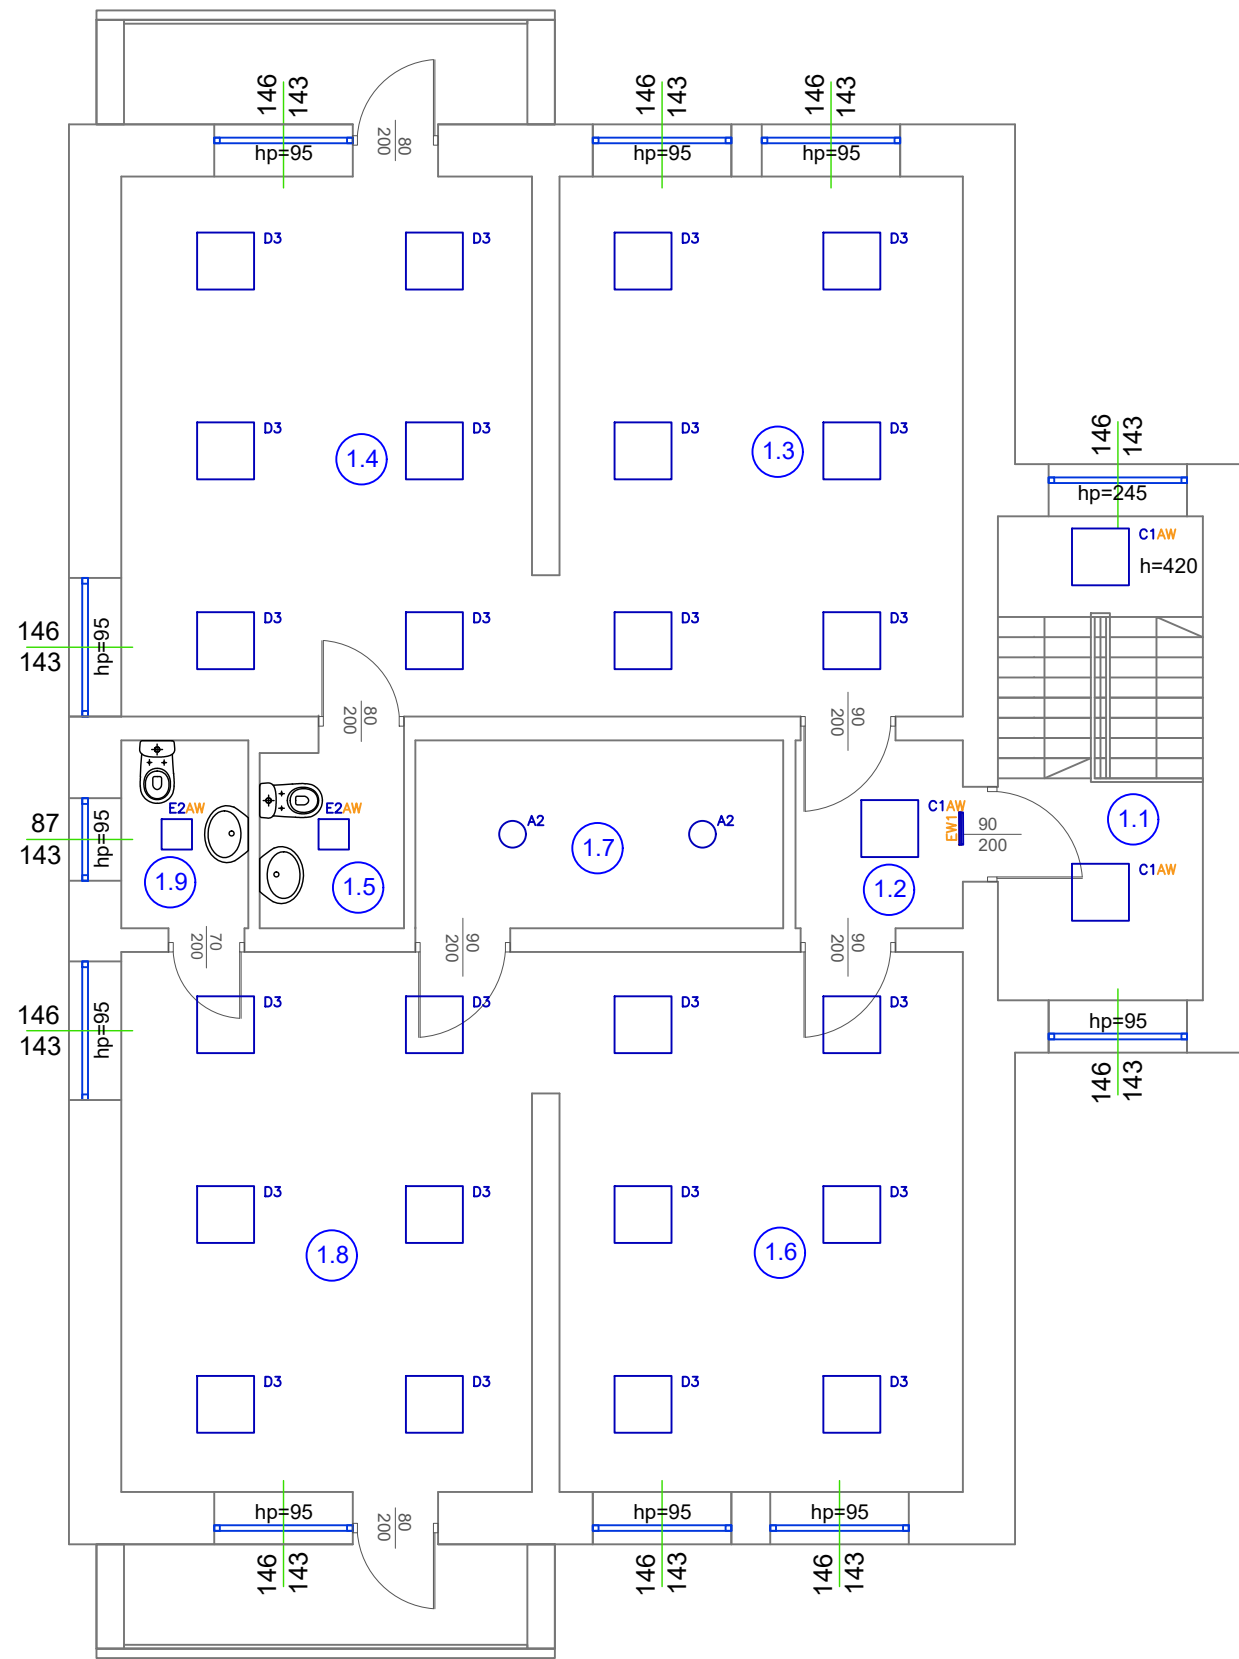 146
143
146
143
146
143
80
200
hp=95
hp=95
hp=95
D3
D3
D3
D3
146
143
D3
D3
D3
D3
1.4
1.3
hp=245
C1AW
h=420
D3
D3
D3
D3
146
143
hp=95
80
200
90
200
87
143
hp=95
E2AW
E2AW
A2
A2
C1AW
EW1
90
200
1.1
1.7
1.9
1.5
1.2
C1AW
70
200
90
200
90
200
D3
D3
D3
D3
146
143
hp=95
hp=95
146
143
D3
D3
D3
D3
1.8
1.6
D3
D3
D3
D3
hp=95
hp=95
hp=95
80
200
146
143
146
143
146
143